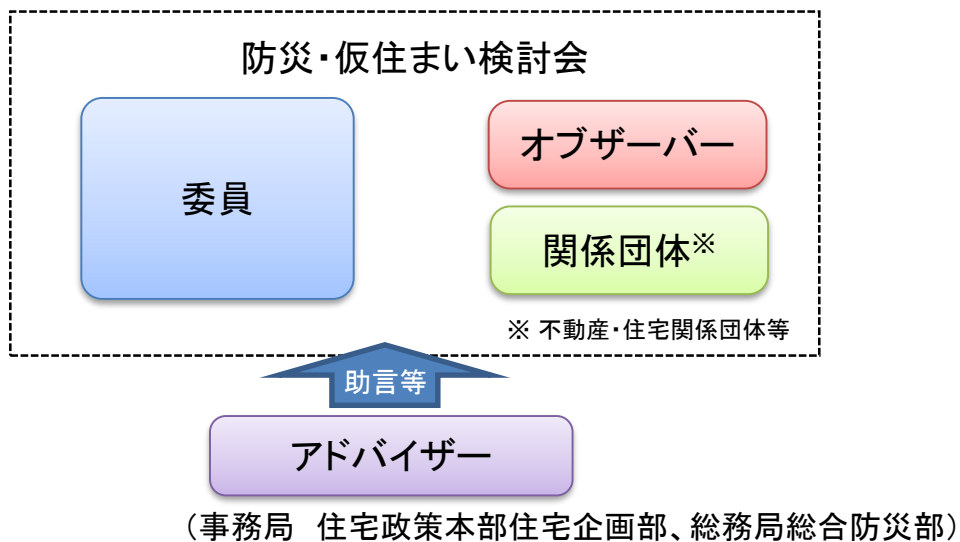 防災・仮住まい検討会
委員
オブザーバー
関係団体※
※ 不動産・住宅関係団体等
助言等
アドバイザー
（事務局　住宅政策本部住宅企画部、総務局総合防災部）